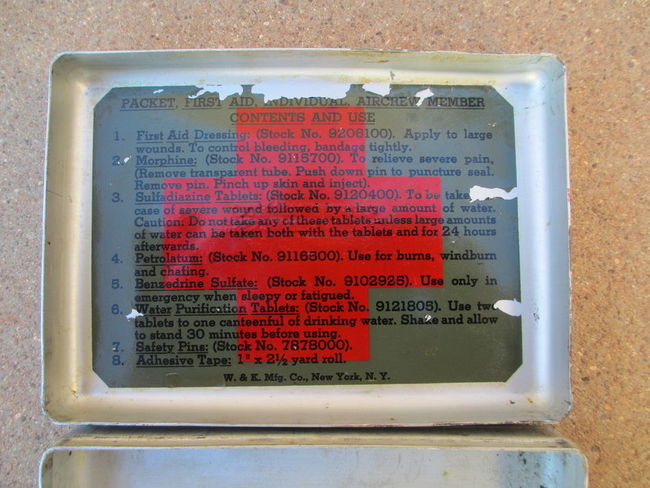 PACKET, FIRST AID, INDIVIDUAL, AIRCREW MEMBER
CONTENTS AND USE
1. First Aid Dressing: (Stock No. 9206100). Apply to large
wounds. To control bleeding, bandage tightly.
2. Morphine: (Stock No. 9115700). To relieve severe pain,
(Remove transparent tube. Push down pin to puncture seal.
Remove pin. Pinch up skin and inject).
3. Sulfadiazine Tablets: (Stock No. 9120400). To be take
case of severe wound followed by a large amount of water.
Caution: Do not take any of these tablets unless large amounts
of water can be taken both with the tablets and for 24 hours
afterwards.
4. Petrolatum: (Stock No. 9116300). Use for burns, windburn
and chafing.
5. Benzedrine Sulfate: (Stock No. 9102925). Use only in
emergency when sleepy or fatigued.
6. Water Purification Tablets: (Stock No. 9121805). Use two
tablets to one canteenful of drinking water. Shake and allow
to stand 30 minutes before using.
7. Safety Pins: (Stock No. 7878000).
8. Adhesive Tape: 1" x 2½ yard roll.
W. & K. Mfg. Co., New York, N. Y.